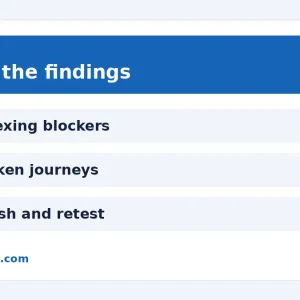 the findings
exing blockers
ken journeys
sh and retest
.com